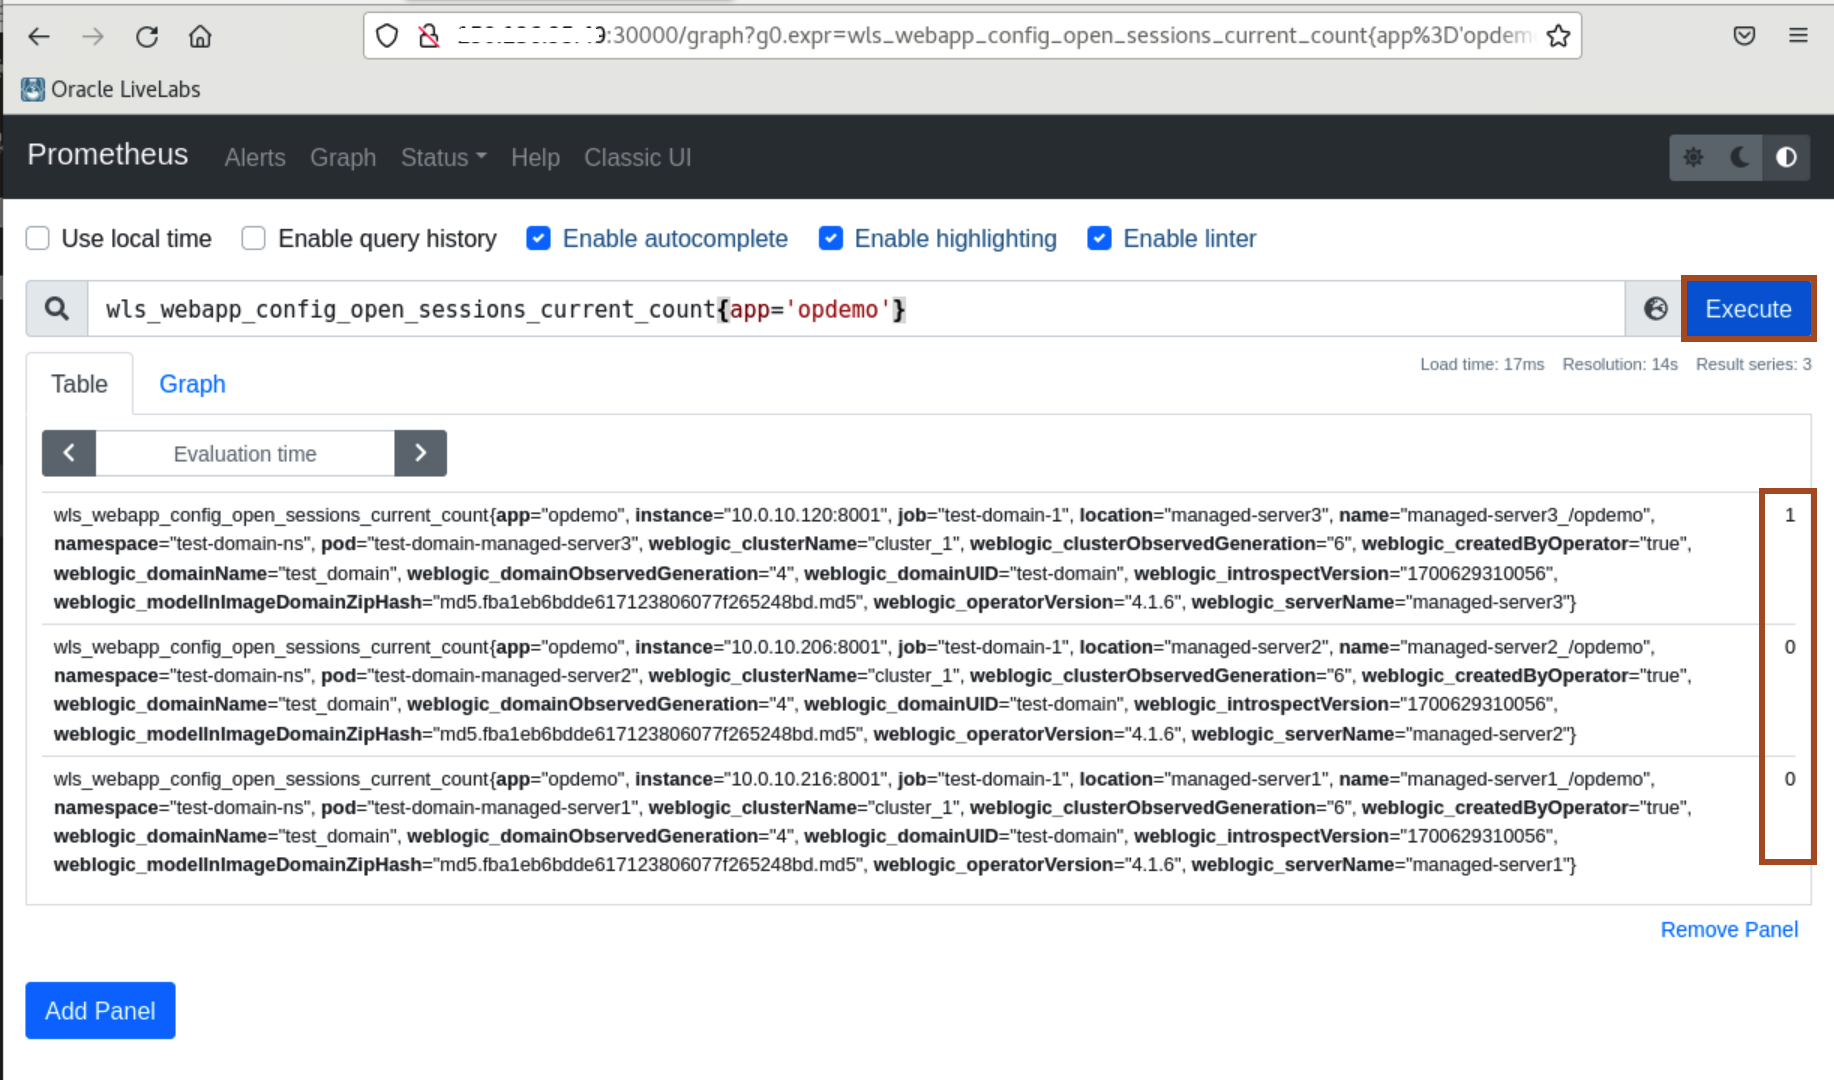 :30000/graph?g0.expr=wls_webapp_config_open_sessions_current_count{app%3D'opdem
Oracle LiveLabs
Prometheus Alerts Graph Status Help Classic UI
Use local time Enable query history Enable autocomplete Enable highlighting Enable linter
wls_webapp_config_open_sessions_current_count{app='opdemo'} Execute
Load time: 17ms Resolution: 14s Result series: 3
Table Graph
Evaluation time
wls_webapp_config_open_sessions_current_count{app="opdemo", instance="10.0.10.120:8001", job="test-domain-1", location="managed-server3", name="managed-server3_/opdemo", 1
namespace="test-domain-ns", pod="test-domain-managed-server3", weblogic_clusterName="cluster_1", weblogic_clusterObservedGeneration="6", weblogic_createdByOperator="true",
weblogic_domainName="test_domain", weblogic_domainObservedGeneration="4", weblogic_domainUID="test-domain", weblogic_introspectVersion="1700629310056",
weblogic_modelInImageDomainZipHash="md5.fba1eb6bdde617123806077f265248bd.md5", weblogic_operatorVersion="4.1.6", weblogic_serverName="managed-server3"}
wls_webapp_config_open_sessions_current_count{app="opdemo", instance="10.0.10.206:8001", job="test-domain-1", location="managed-server2", name="managed-server2_/opdemo", 0
namespace="test-domain-ns", pod="test-domain-managed-server2", weblogic_clusterName="cluster_1", weblogic_clusterObservedGeneration="6", weblogic_createdByOperator="true",
weblogic_domainName="test_domain", weblogic_domainObservedGeneration="4", weblogic_domainUID="test-domain", weblogic_introspectVersion="1700629310056",
weblogic_modelInImageDomainZipHash="md5.fba1eb6bdde617123806077f265248bd.md5", weblogic_operatorVersion="4.1.6", weblogic_serverName="managed-server2"}
wls_webapp_config_open_sessions_current_count{app="opdemo", instance="10.0.10.216:8001", job="test-domain-1", location="managed-server1", name="managed-server1_/opdemo", 0
namespace="test-domain-ns", pod="test-domain-managed-server1", weblogic_clusterName="cluster_1", weblogic_clusterObservedGeneration="6", weblogic_createdByOperator="true",
weblogic_domainName="test_domain", weblogic_domainObservedGeneration="4", weblogic_domainUID="test-domain", weblogic_introspectVersion="1700629310056",
weblogic_modelInImageDomainZipHash="md5.fba1eb6bdde617123806077f265248bd.md5", weblogic_operatorVersion="4.1.6", weblogic_serverName="managed-server1"}
Remove Panel
Add Panel